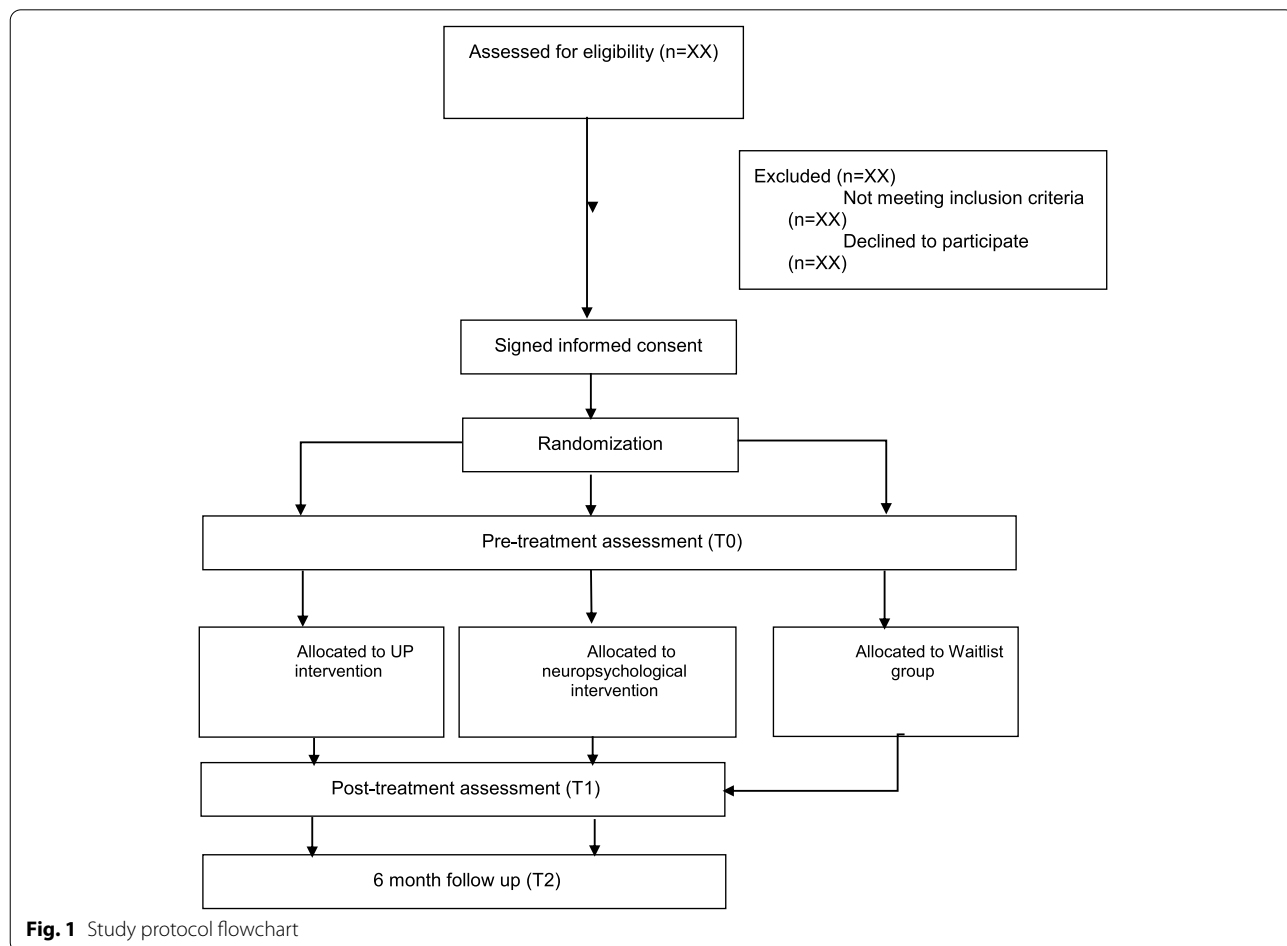 Assessed for eligibility (n=XX)
Excluded (n=XX)
Not meeting inclusion criteria
(n=XX)
Declined to participate
(n=XX)
Signed informed consent
Randomization
Pre-treatment assessment (T0)
Allocated to UP
intervention
Allocated to
neuropsychological
intervention
Allocated to Waitlist
group
Post-treatment assessment (T1)
6 month follow up (T2)
Fig. 1 Study protocol flowchart